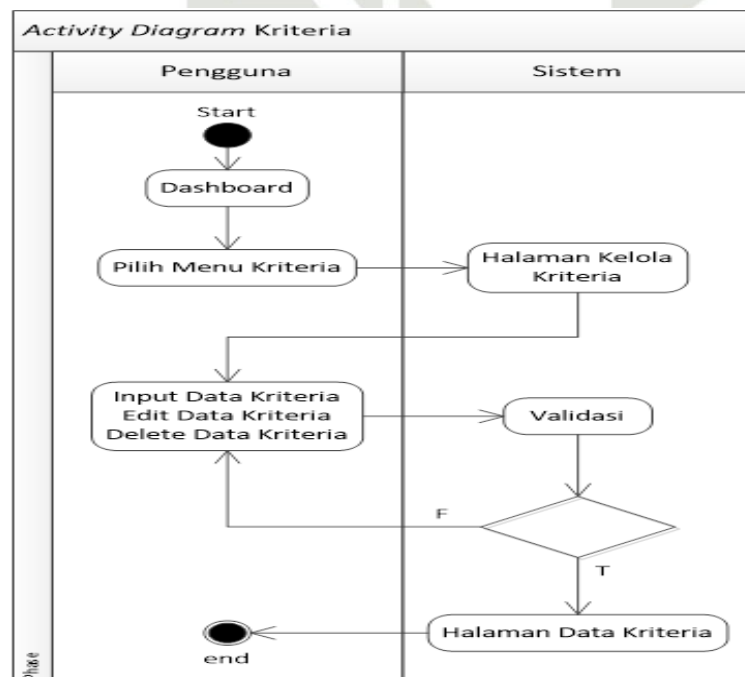 Activity Diagram Kriteria
Pengguna
Sistem
Start
Dashboard
Pilih Menu Kriteria
Halaman Kelola
Kriteria
Input Data Kriteria
Edit Data Kriteria
Delete Data Kriteria
Validasi
F
T
Halaman Data Kriteria
end
Phase